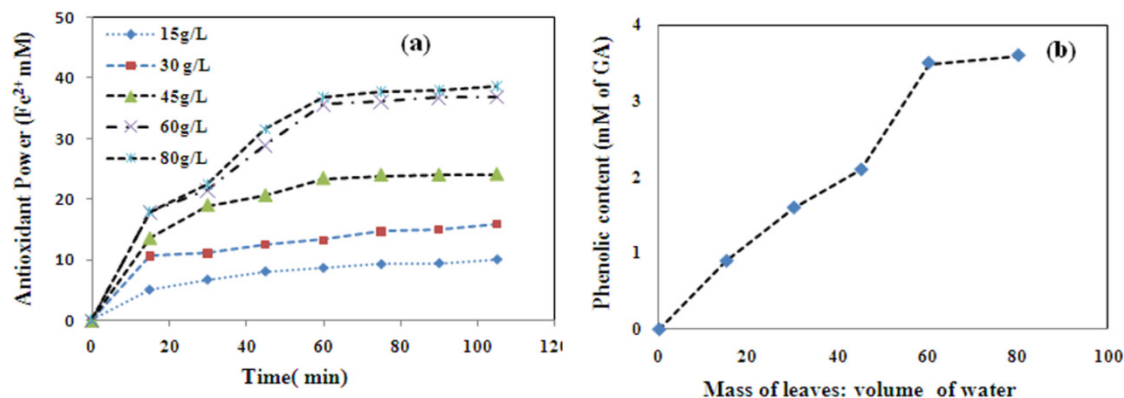 50
40
30
20
10
0
Antioxidant Power (Fe²⁺ mM)
(a)
15g/L
30 g/L
45g/L
60g/L
80g/L
0 20 40 60 80 100 120
Time( min)
4
3
2
1
0
Phenolic content (mM of GA)
(b)
0 20 40 60 80 100
Mass of leaves: volume of water